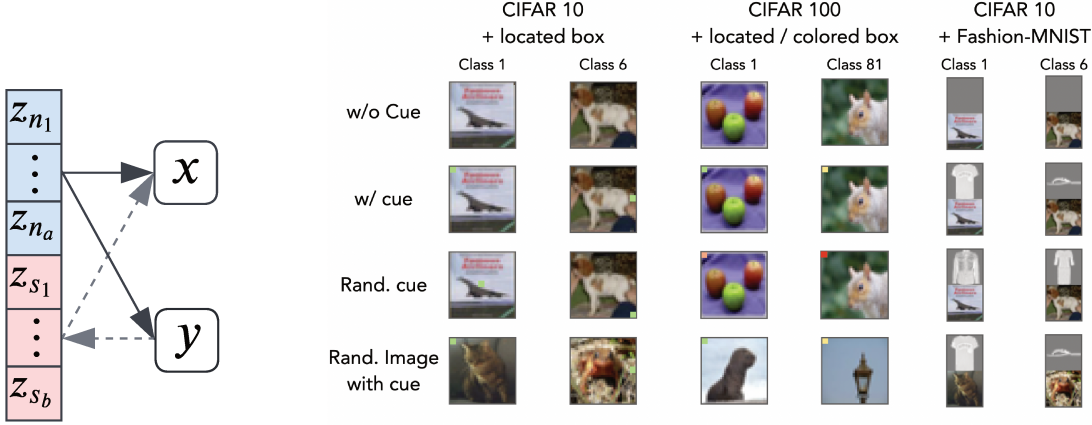 z_{n_1}
⋮
z_{n_a}
z_{s_1}
⋮
z_{s_b}
x
y
CIFAR 10
+ located box
CIFAR 100
+ located / colored box
CIFAR 10
+ Fashion-MNIST
Class 1
Class 6
Class 1
Class 81
Class 1
Class 6
w/o Cue
w/ cue
Rand. cue
Rand. Image
with cue